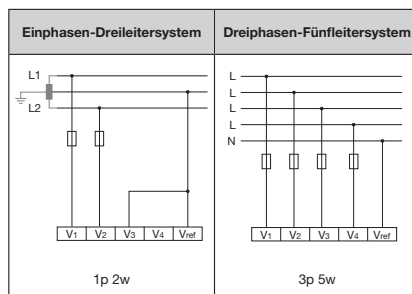 Einphasen-Dreileitersystem
L1
L2
V1 V2 V3 V4 Vref
1p 2w
Dreiphasen-Fünfleitersystem
L
L
L
L
N
V1 V2 V3 V4 Vref
3p 5w